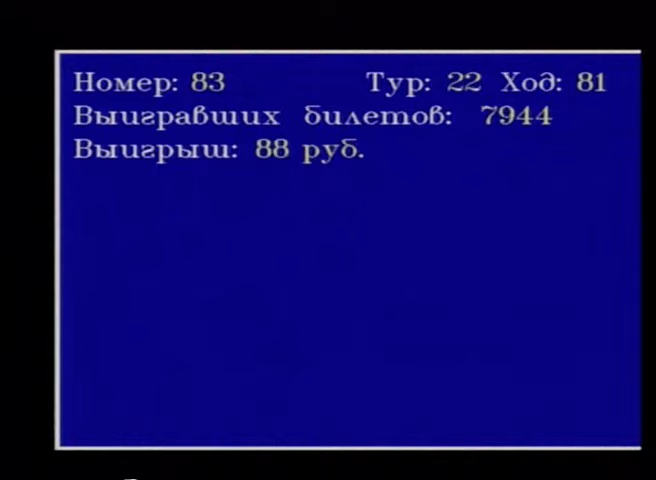 Номер: 83 Тур: 22 Ход: 81
Выигравших билетов: 7944
Выигрыш: 88 руб.